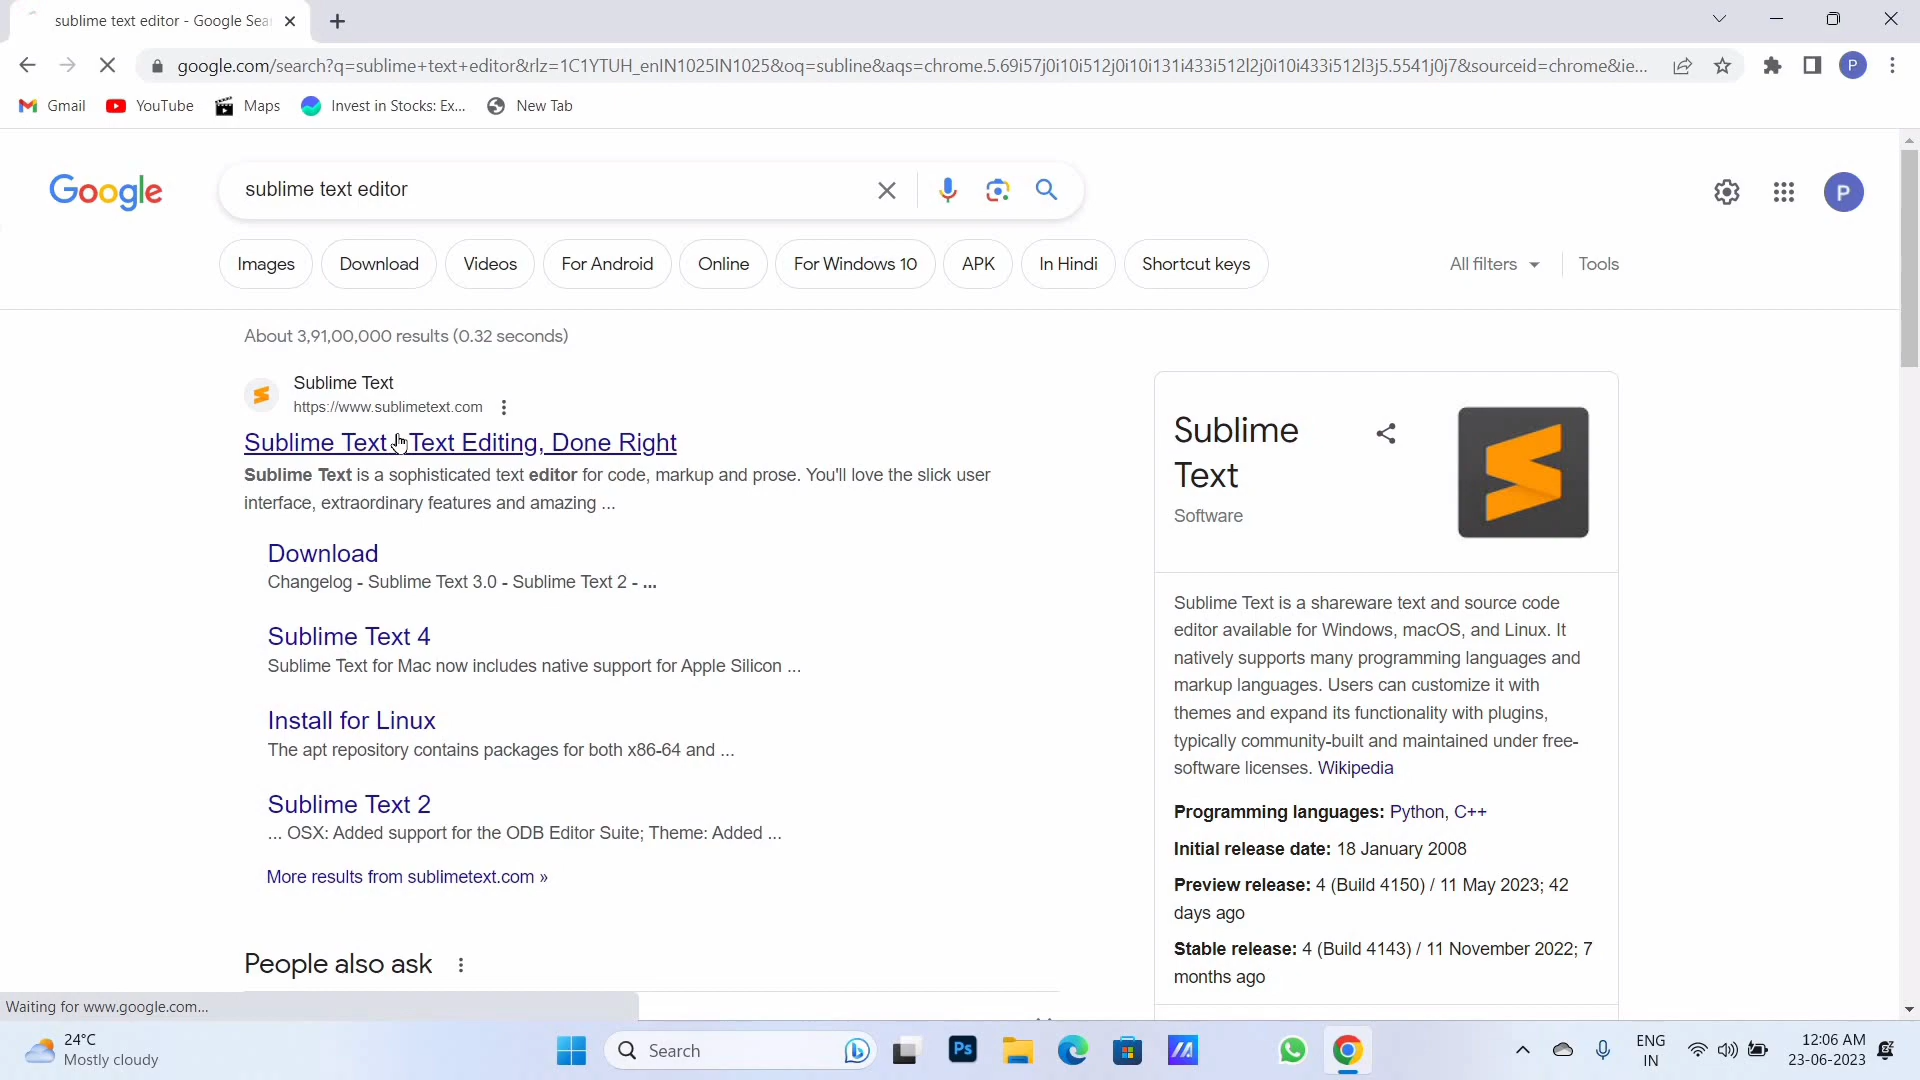 sublime text editor - Google Sea
google.com/search?q=sublime+text+editor&rlz=1C1YTUH_enIN1025IN1025&oq=subline&aqs=chrome.5.69i57j0i10i512j0i10i131i433i512l2j0i10i433i512l3j5.5541j0j7&sourceid=chrome&ie...
P
Gmail
YouTube
Maps
Invest in Stocks: Ex...
New Tab
Google
sublime text editor
P
Images
Download
Videos
For Android
Online
For Windows 10
APK
In Hindi
Shortcut keys
All filters
Tools
About 3,91,00,000 results (0.32 seconds)
Sublime Text
https://www.sublimetext.com
Sublime Text - Text Editing, Done Right
Sublime Text is a sophisticated text editor for code, markup and prose. You'll love the slick user
interface, extraordinary features and amazing ...
Download
Changelog - Sublime Text 3.0 - Sublime Text 2 - ...
Sublime Text 4
Sublime Text for Mac now includes native support for Apple Silicon ...
Install for Linux
The apt repository contains packages for both x86-64 and ...
Sublime Text 2
... OSX: Added support for the ODB Editor Suite; Theme: Added ...
More results from sublimetext.com »
People also ask
Sublime
Text
Software
Sublime Text is a shareware text and source code
editor available for Windows, macOS, and Linux. It
natively supports many programming languages and
markup languages. Users can customize it with
themes and expand its functionality with plugins,
typically community-built and maintained under free-
software licenses. Wikipedia
Programming languages: Python, C++
Initial release date: 18 January 2008
Preview release: 4 (Build 4150) / 11 May 2023; 42
days ago
Stable release: 4 (Build 4143) / 11 November 2022; 7
months ago
Waiting for www.google.com...
24°C
Mostly cloudy
Search
Ps
ENG
IN
12:06 AM
23-06-2023